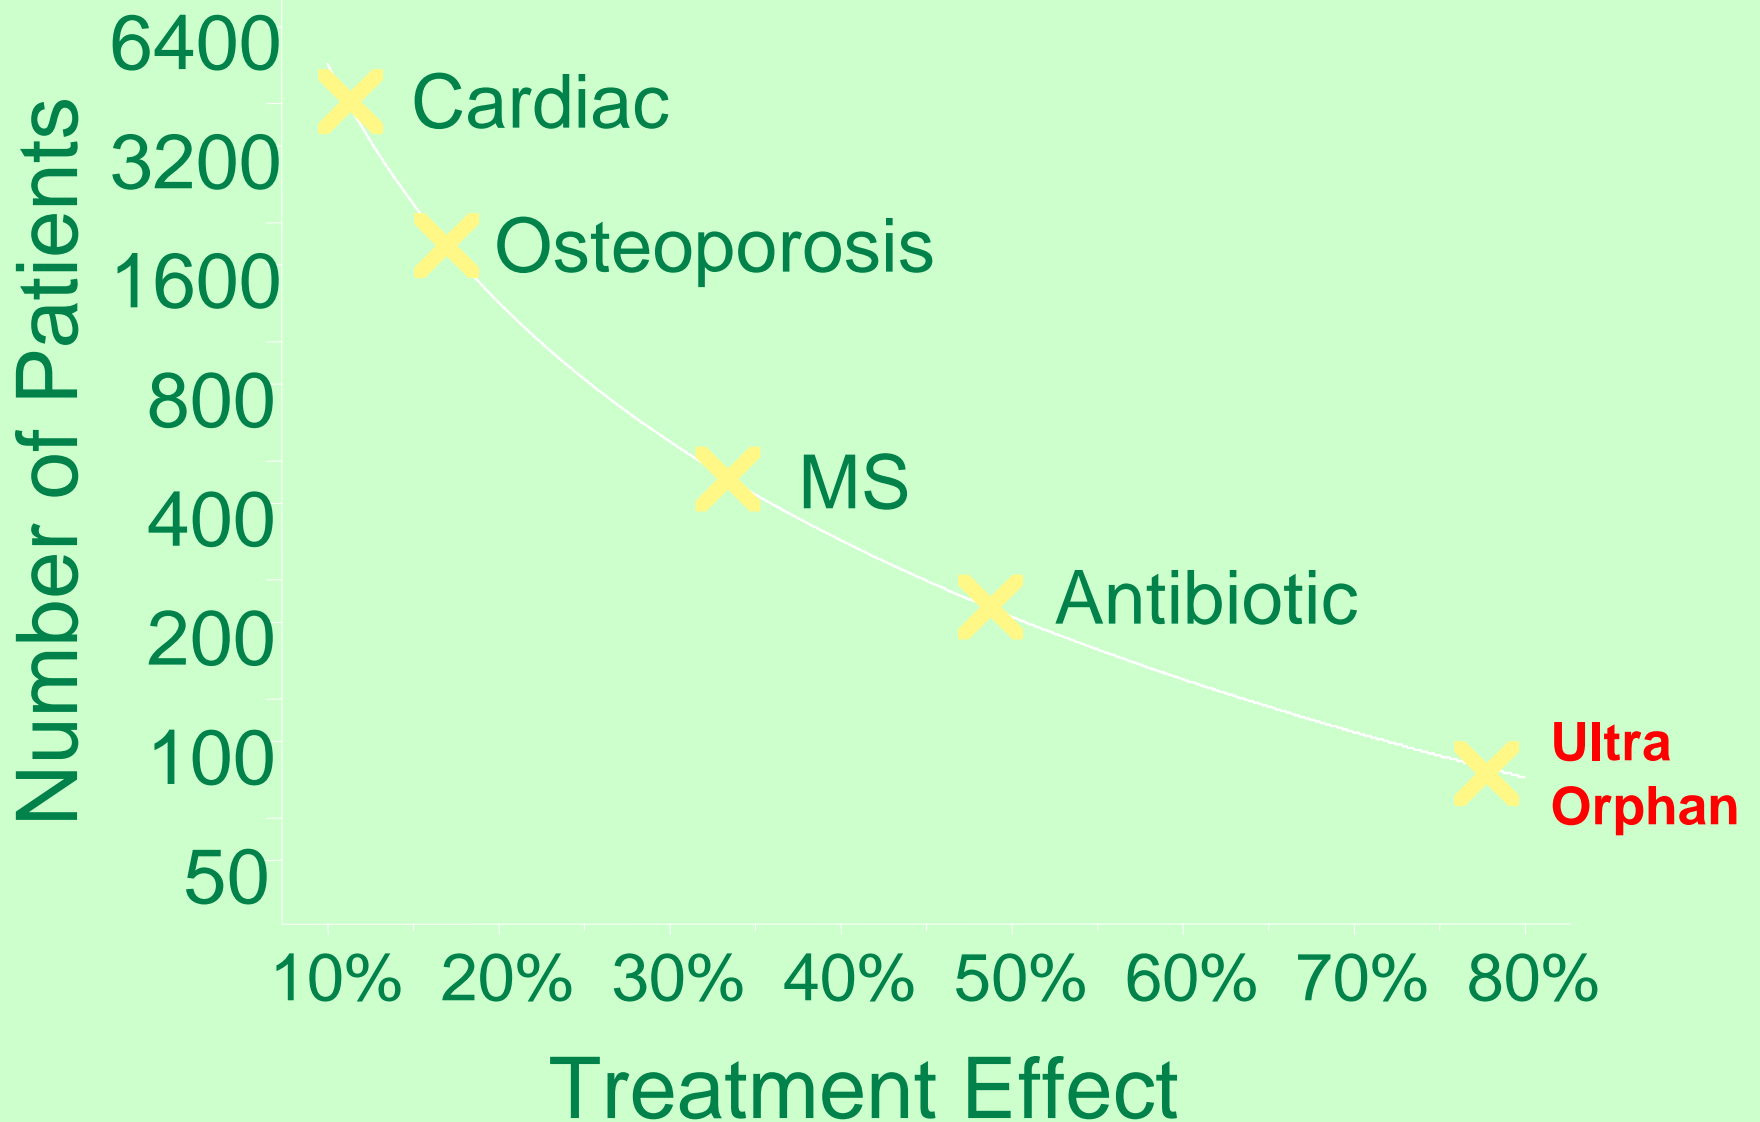 Number of Patients
6400
3200
1600
800
400
200
100
50
Cardiac
Osteoporosis
MS
Antibiotic
Ultra
Orphan
10% 20% 30% 40% 50% 60% 70% 80%
Treatment Effect